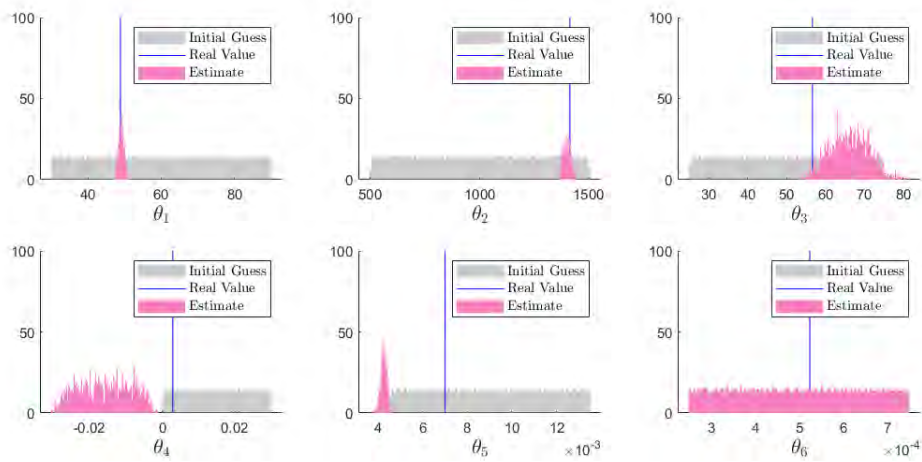 100
50
0
Initial Guess
Real Value
Estimate
40 60 80
θ1
100
50
0
Initial Guess
Real Value
Estimate
500 1000 1500
θ2
100
50
0
Initial Guess
Real Value
Estimate
30 40 50 60 70 80
θ3
100
50
0
Initial Guess
Real Value
Estimate
-0.02 0 0.02
θ4
100
50
0
Initial Guess
Real Value
Estimate
4 6 8 10 12
×10-3
θ5
100
50
0
Initial Guess
Real Value
Estimate
3 4 5 6 7
×10-4
θ6